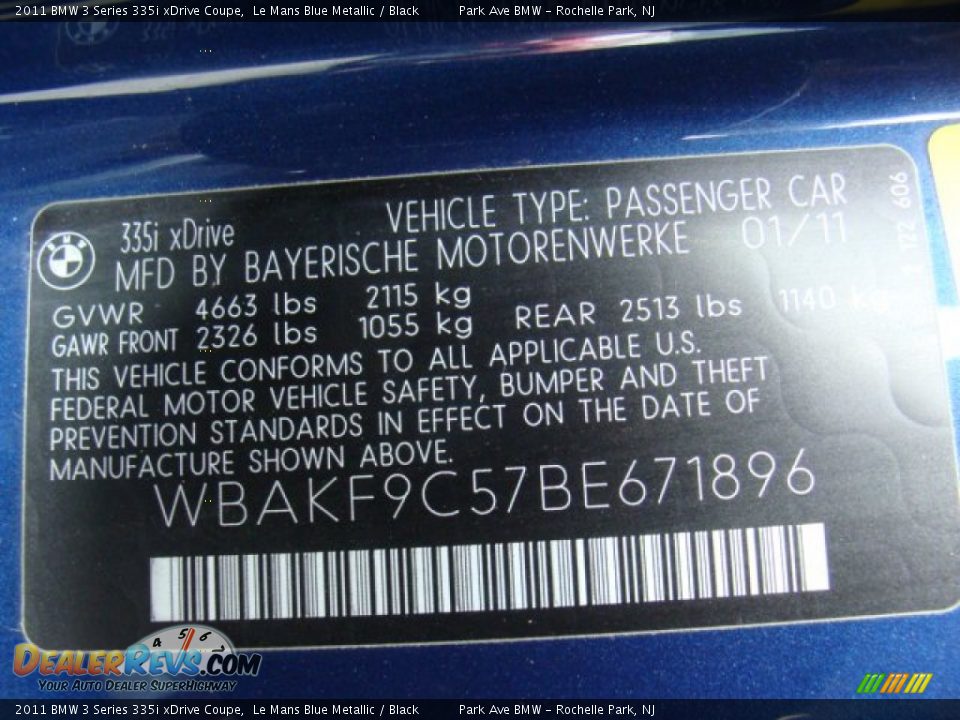 2011 BMW 3 Series 335i xDrive Coupe,  Le Mans Blue Metallic / Black        Park Ave BMW - Rochelle Park, NJ
VEHICLE TYPE: PASSENGER CAR
335i xDrive
01/11
122 606
MFD BY BAYERISCHE MOTORENWERKE
GVWR 4663 lbs 2115 kg
GAWR FRONT 2326 lbs 1055 kg REAR 2513 lbs 1140 kg
THIS VEHICLE CONFORMS TO ALL APPLICABLE U.S.
FEDERAL MOTOR VEHICLE SAFETY, BUMPER AND THEFT
PREVENTION STANDARDS IN EFFECT ON THE DATE OF
MANUFACTURE SHOWN ABOVE.
WBAKF9C57BE671896
4 5 6
DEALERREVS.COM
YOUR AUTO DEALER SUPERHIGHWAY
2011 BMW 3 Series 335i xDrive Coupe,  Le Mans Blue Metallic / Black        Park Ave BMW - Rochelle Park, NJ